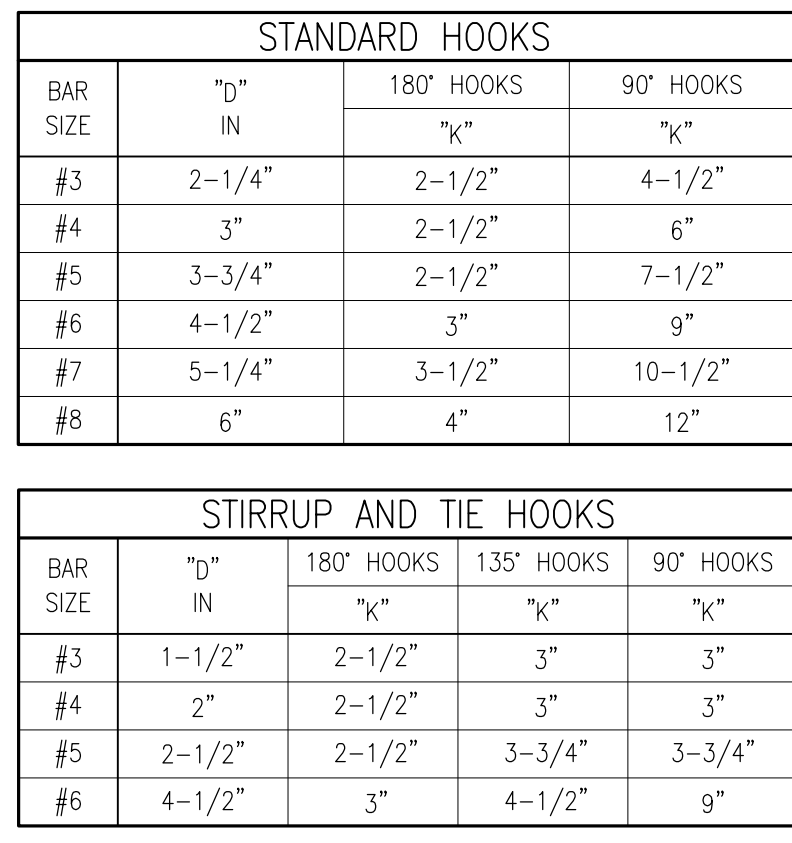 STANDARD HOOKS
BAR SIZE "D" IN 180° HOOKS "K" 90° HOOKS "K"
#3 2-1/4" 2-1/2" 4-1/2"
#4 3" 2-1/2" 6"
#5 3-3/4" 2-1/2" 7-1/2"
#6 4-1/2" 3" 9"
#7 5-1/4" 3-1/2" 10-1/2"
#8 6" 4" 12"
STIRRUP AND TIE HOOKS
BAR SIZE "D" IN 180° HOOKS "K" 135° HOOKS "K" 90° HOOKS "K"
#3 1-1/2" 2-1/2" 3" 3"
#4 2" 2-1/2" 3" 3"
#5 2-1/2" 2-1/2" 3-3/4" 3-3/4"
#6 4-1/2" 3" 4-1/2" 9"